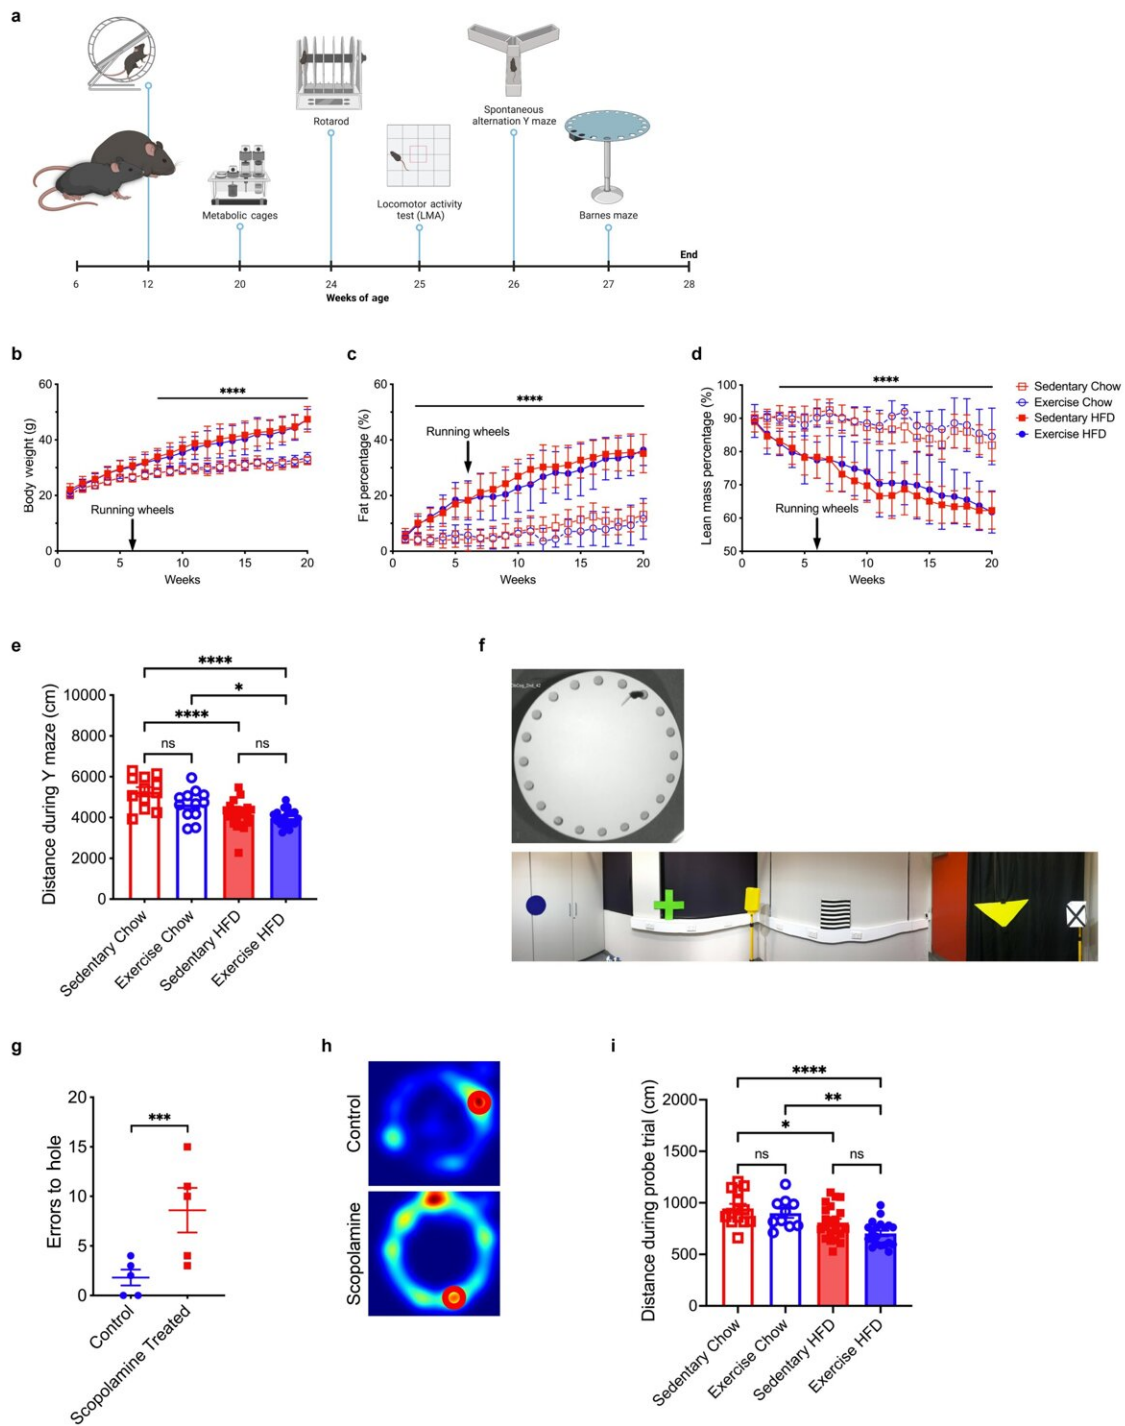 a
Rotarod
Spontaneous
alternation Y maze
Metabolic cages
Locomotor activity
test (LMA)
Barnes maze
End
6 12 20 24 25 26 27 28
Weeks of age
b
60
40
20
0
Body weight (g)
****
Running wheels
0 5 10 15 20
Weeks
c
60
40
20
0
Fat percentage (%)
****
Running wheels
0 5 10 15 20
Weeks
d
100
90
80
70
60
50
Lean mass percentage (%)
****
Running wheels
0 5 10 15 20
Weeks
Sedentary Chow
Exercise Chow
Sedentary HFD
Exercise HFD
e
****
*
****
ns ns
10000
8000
6000
4000
2000
0
Distance during Y maze (cm)
Sedentary Chow
Exercise Chow
Sedentary HFD
Exercise HFD
f
g
20
15
10
5
0
Errors to hole
***
Control
Scopolamine Treated
h
Control
Scopolamine
i
****
**
*
ns ns
2000
1500
1000
500
0
Distance during probe trial (cm)
Sedentary Chow
Exercise Chow
Sedentary HFD
Exercise HFD